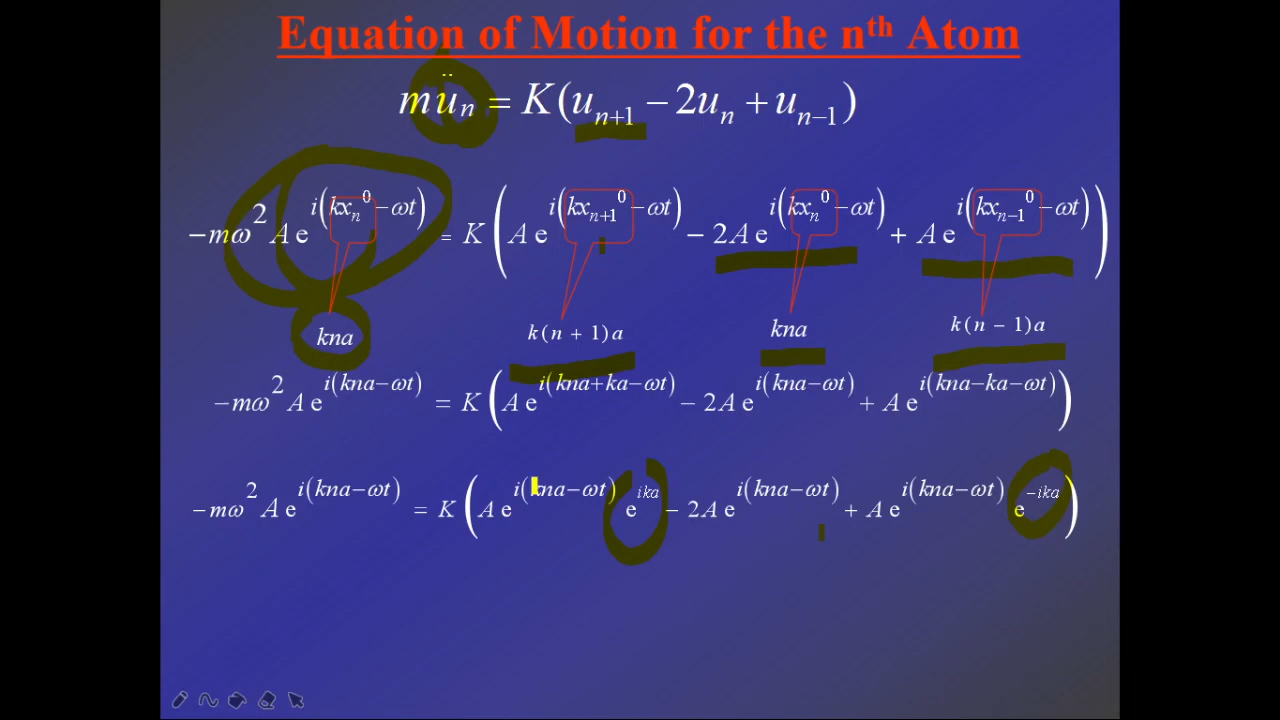 Equation of Motion for the nᵗʰ Atom
müₙ = K(uₙ₊₁ − 2uₙ + uₙ₋₁)
−mω² A e^{i(kxₙ⁰−ωt)} = K ( A e^{i(kxₙ₊₁⁰−ωt)} − 2A e^{i(kxₙ⁰−ωt)} + A e^{i(kxₙ₋₁⁰−ωt)} )
kna k(n + 1)a kna k(n − 1)a
−mω² A e^{i(kna−ωt)} = K ( A e^{i(kna+ka−ωt)} − 2A e^{i(kna−ωt)} + A e^{i(kna−ka−ωt)} )
−mω² A e^{i(kna−ωt)} = K ( A e^{i(kna−ωt)} e^{ika} − 2A e^{i(kna−ωt)} + A e^{i(kna−ωt)} e^{−ika} )